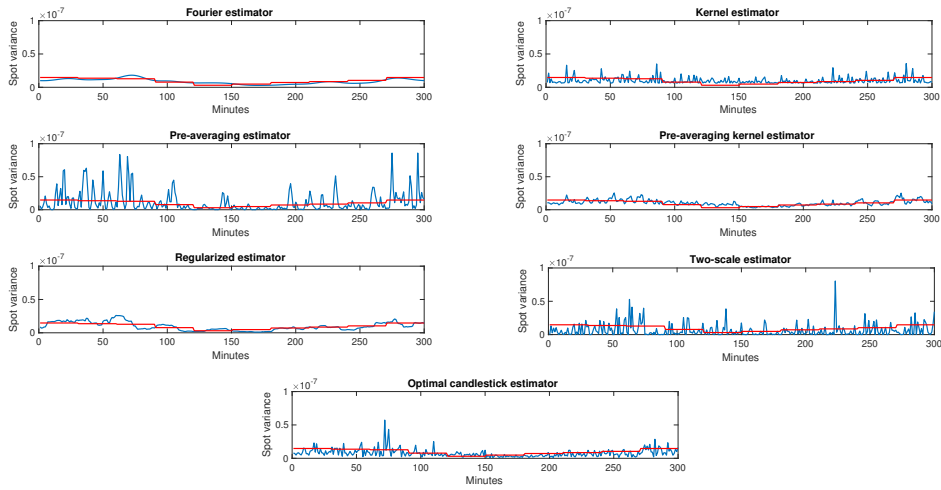 Fourier estimator
×10⁻⁷
1
0.5
0
Spot variance
0 50 100 150 200 250 300
Minutes
Kernel estimator
×10⁻⁷
1
0.5
0
Spot variance
0 50 100 150 200 250 300
Minutes
Pre-averaging estimator
×10⁻⁷
1
0.5
0
Spot variance
0 50 100 150 200 250 300
Minutes
Pre-averaging kernel estimator
×10⁻⁷
1
0.5
0
Spot variance
0 50 100 150 200 250 300
Minutes
Regularized estimator
×10⁻⁷
1
0.5
0
Spot variance
0 50 100 150 200 250 300
Minutes
Two-scale estimator
×10⁻⁷
1
0.5
0
Spot variance
0 50 100 150 200 250 300
Minutes
Optimal candlestick estimator
×10⁻⁷
1
0.5
0
Spot variance
0 50 100 150 200 250 300
Minutes